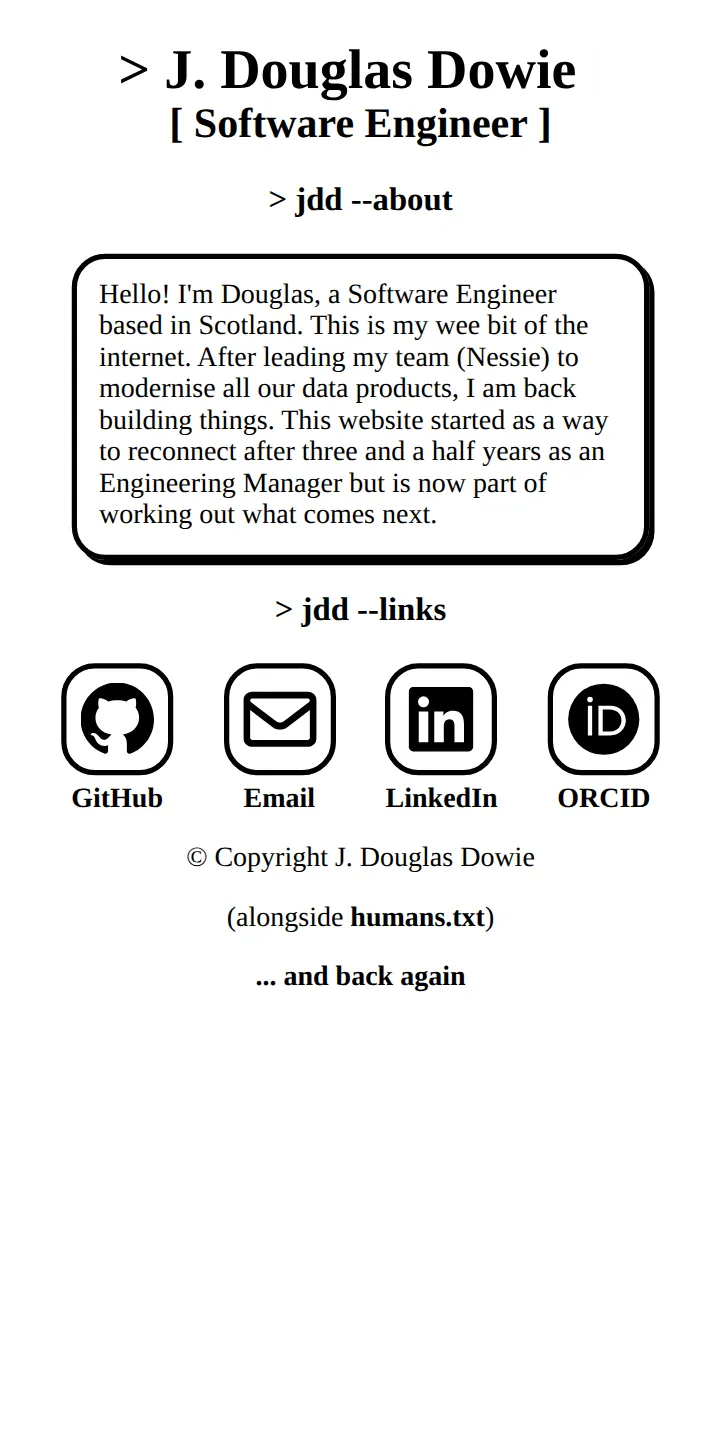 > J. Douglas Dowie
[ Software Engineer ]
> jdd --about
Hello! I'm Douglas, a Software Engineer
based in Scotland. This is my wee bit of the
internet. After leading my team (Nessie) to
modernise all our data products, I am back
building things. This website started as a way
to reconnect after three and a half years as an
Engineering Manager but is now part of
working out what comes next.
> jdd --links
in iD
GitHub Email LinkedIn ORCID
© Copyright J. Douglas Dowie
(alongside humans.txt)
... and back again